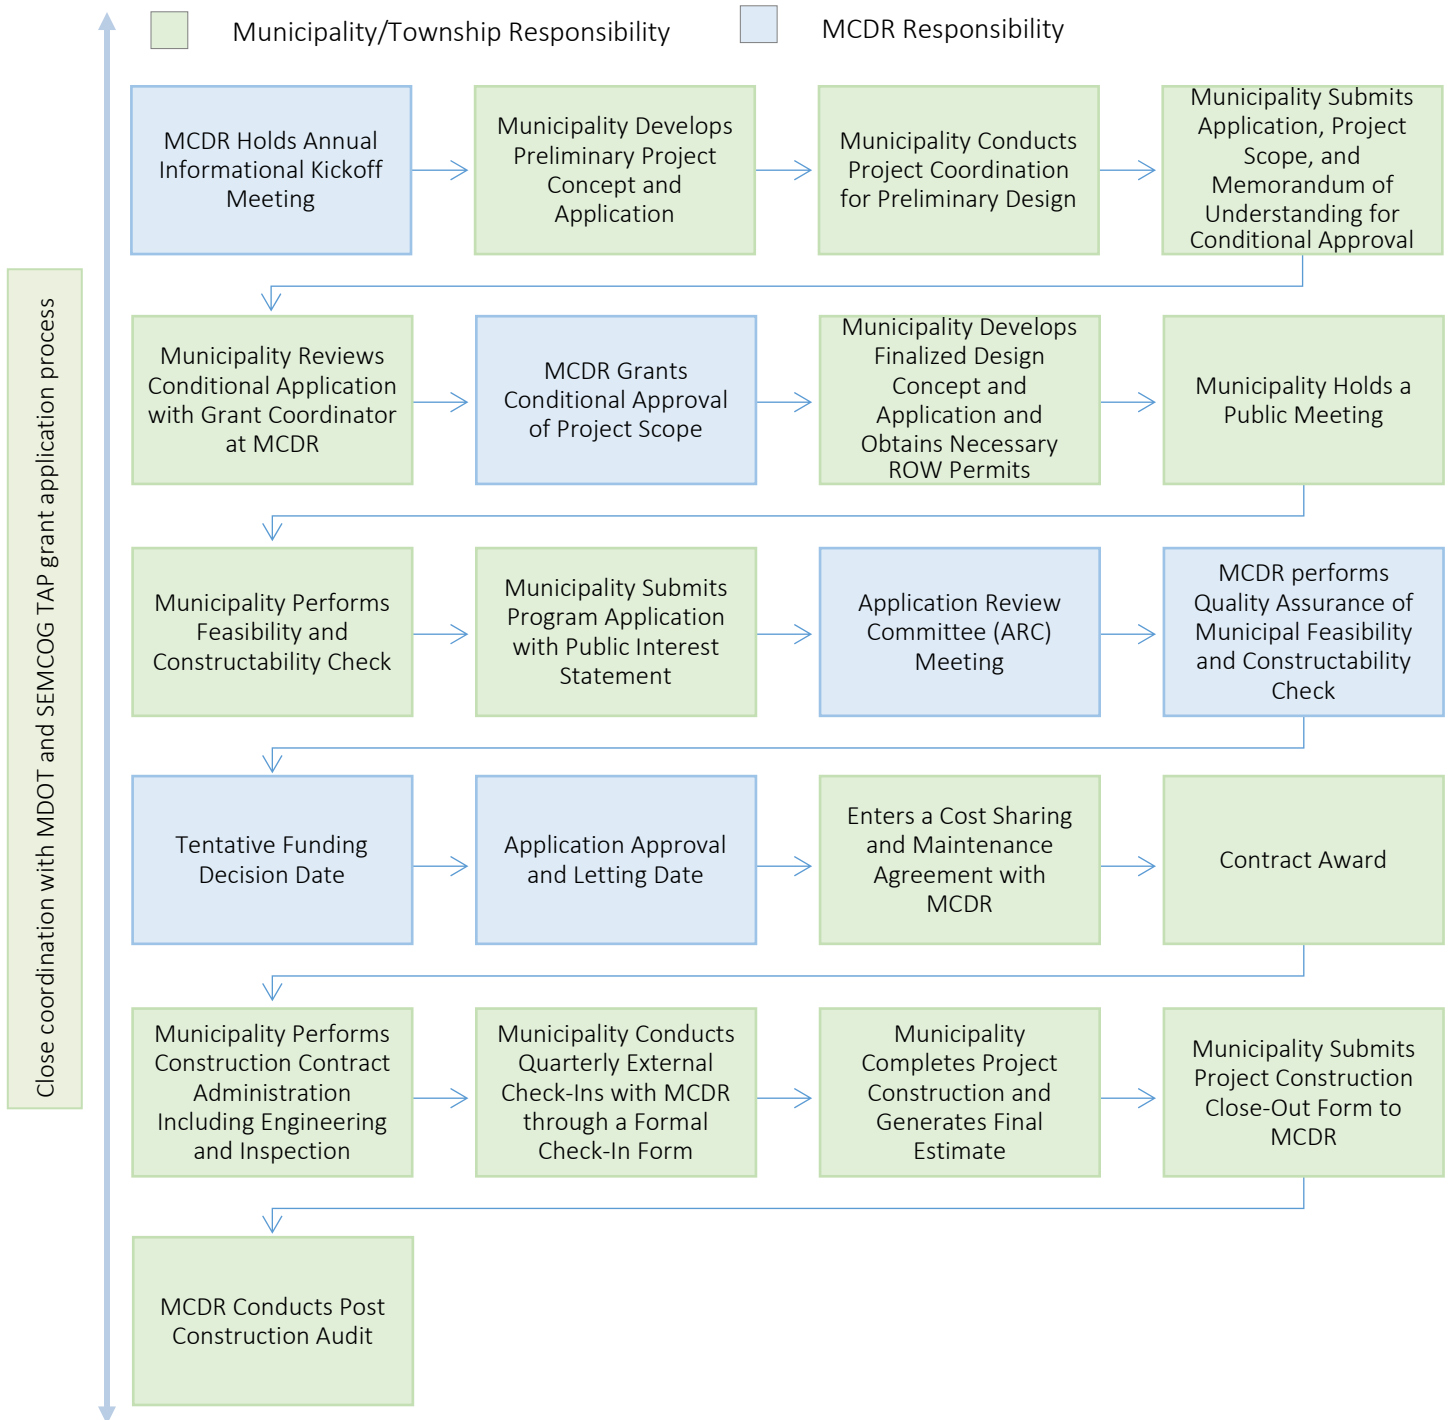 Municipality/Township Responsibility
MCDR Responsibility
Close coordination with MDOT and SEMCOG TAP grant application process
MCDR Holds Annual
Informational Kickoff
Meeting
Municipality Develops
Preliminary Project
Concept and
Application
Municipality Conducts
Project Coordination
for Preliminary Design
Municipality Submits
Application, Project
Scope, and
Memorandum of
Understanding for
Conditional Approval
Municipality Reviews
Conditional Application
with Grant Coordinator
at MCDR
MCDR Grants
Conditional Approval
of Project Scope
Municipality Develops
Finalized Design
Concept and
Application and
Obtains Necessary
ROW Permits
Municipality Holds a
Public Meeting
Municipality Performs
Feasibility and
Constructability Check
Municipality Submits
Program Application
with Public Interest
Statement
Application Review
Committee (ARC)
Meeting
MCDR performs
Quality Assurance of
Municipal Feasibility
and Constructability
Check
Tentative Funding
Decision Date
Application Approval
and Letting Date
Enters a Cost Sharing
and Maintenance
Agreement with
MCDR
Contract Award
Municipality Performs
Construction Contract
Administration
Including Engineering
and Inspection
Municipality Conducts
Quarterly External
Check-Ins with MCDR
through a Formal
Check-In Form
Municipality
Completes Project
Construction and
Generates Final
Estimate
Municipality Submits
Project Construction
Close-Out Form to
MCDR
MCDR Conducts Post
Construction Audit